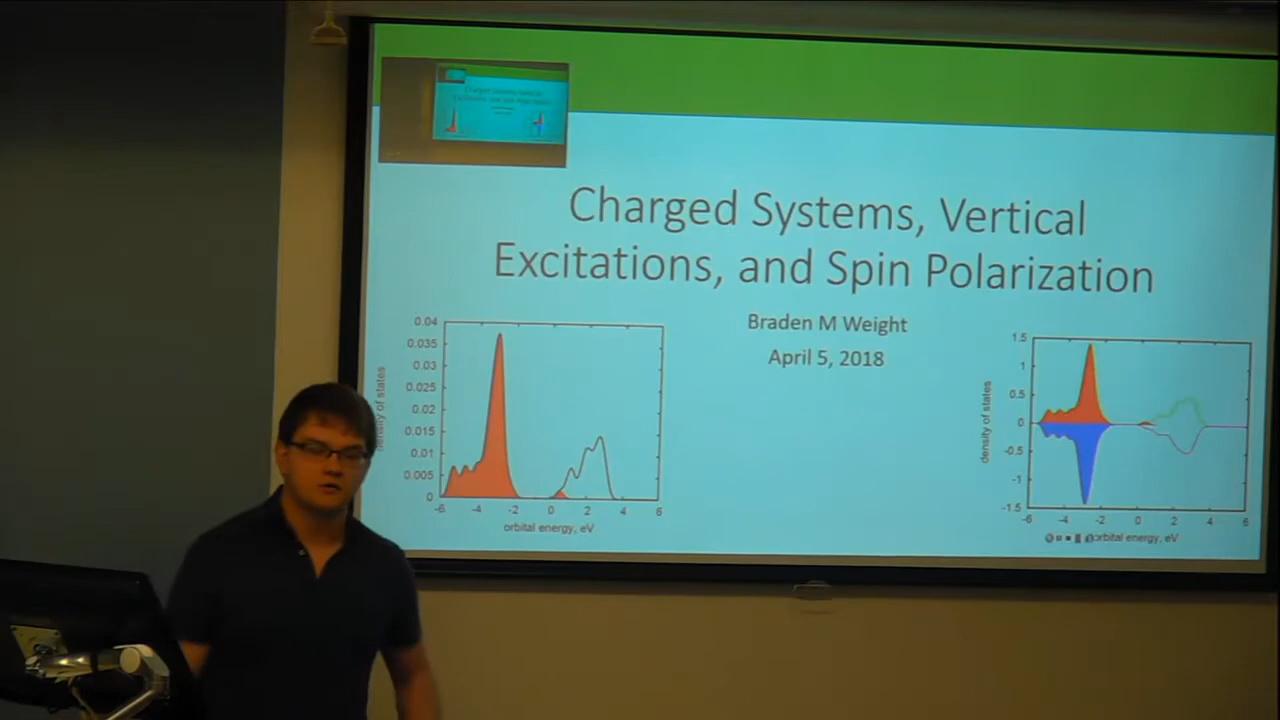 Charged Systems, Vertical
Excitations, and Spin Polarization
Braden M Weight
April 5, 2018
density of states
0.04
0.035
0.03
0.025
0.02
0.015
0.01
0.005
0
-6 -4 -2 0 2 4 6
orbital energy, eV
density of states
1.5
1
0.5
0
-0.5
-1
-1.5
-6 -4 -2 0 2 4 6
orbital energy, eV